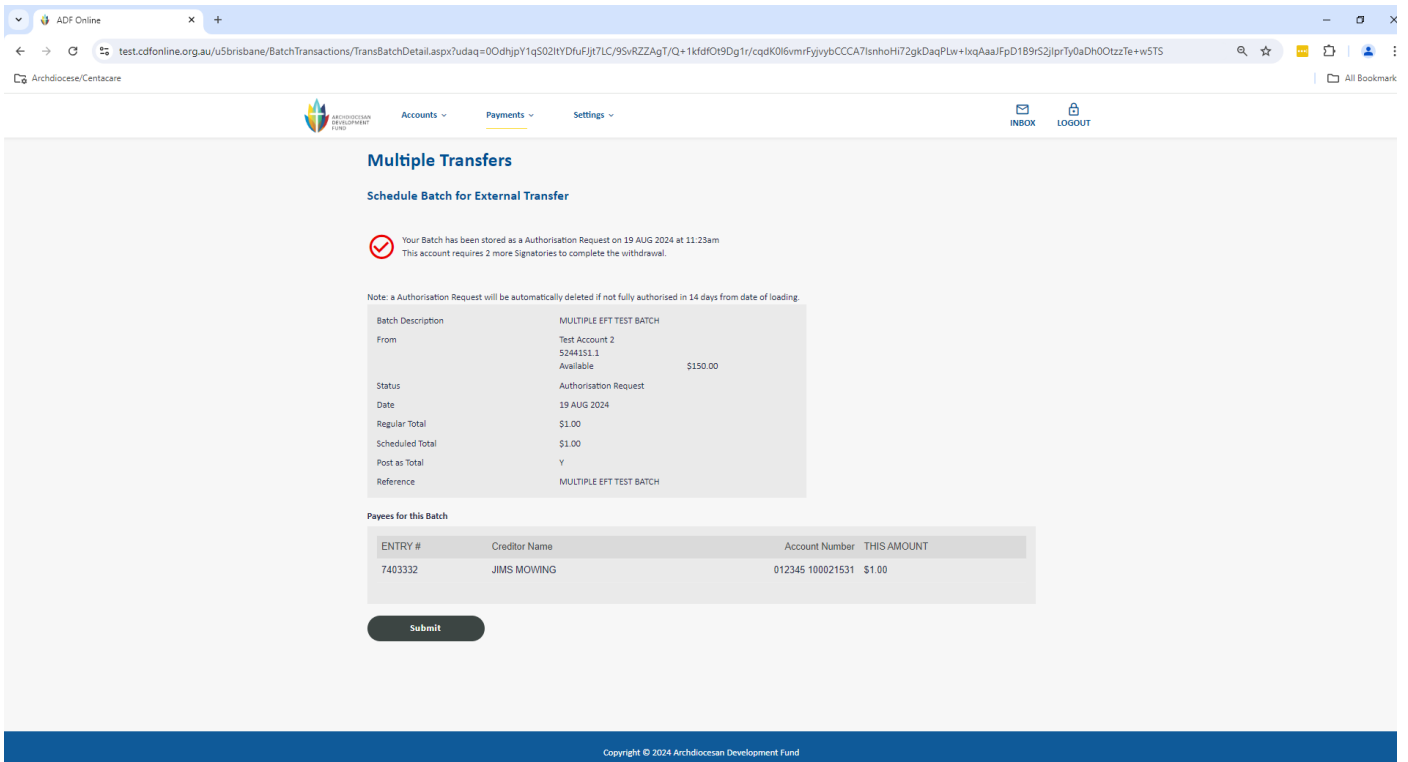 ADF Online
test.cdfonline.org.au/u5brisbane/BatchTransactions/TransBatchDetail.aspx?udaq=0OdhjpY1qS02ItYDfuFJjt7LC/9SvRZZAgT/Q+1kfdfOt9Dg1r/cqdK0I6vmrFyjvybCCCA7IsnhoHi72gkDaqPLw+IxqAaaJFpD1B9rS2jIprTy0aDh0OtzzTe+w5TS
Archdiocese/Centacare
All Bookmark
ARCHDIOCESAN
DEVELOPMENT
FUND
Accounts
Payments
Settings
INBOX
LOGOUT
Multiple Transfers
Schedule Batch for External Transfer
Your Batch has been stored as a Authorisation Request on 19 AUG 2024 at 11:23am
This account requires 2 more Signatories to complete the withdrawal.
Note: a Authorisation Request will be automatically deleted if not fully authorised in 14 days from date of loading.
Batch Description MULTIPLE EFT TEST BATCH
From Test Account 2
52441S1.1
Available $150.00
Status Authorisation Request
Date 19 AUG 2024
Regular Total $1.00
Scheduled Total $1.00
Post as Total Y
Reference MULTIPLE EFT TEST BATCH
Payees for this Batch
ENTRY # Creditor Name Account Number THIS AMOUNT
7403332 JIMS MOWING 012345 100021531 $1.00
Submit
Copyright © 2024 Archdiocesan Development Fund